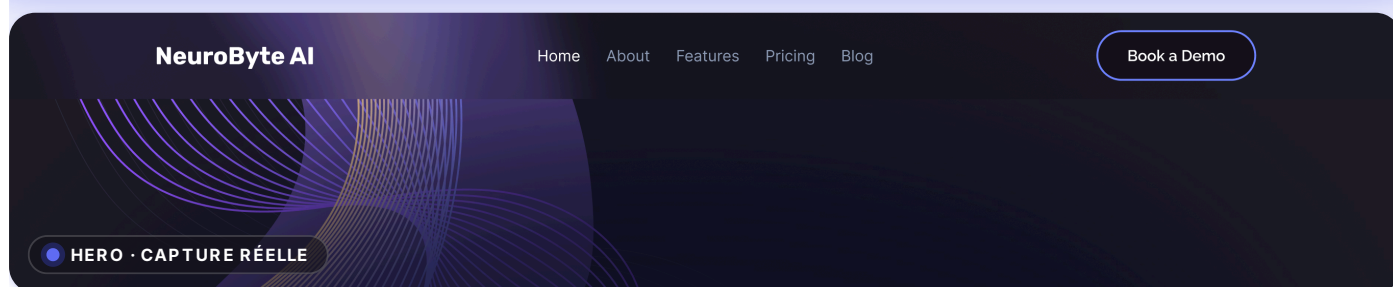 NeuroByte AI
Home About Features Pricing Blog
Book a Demo
HERO · CAPTURE RÉELLE